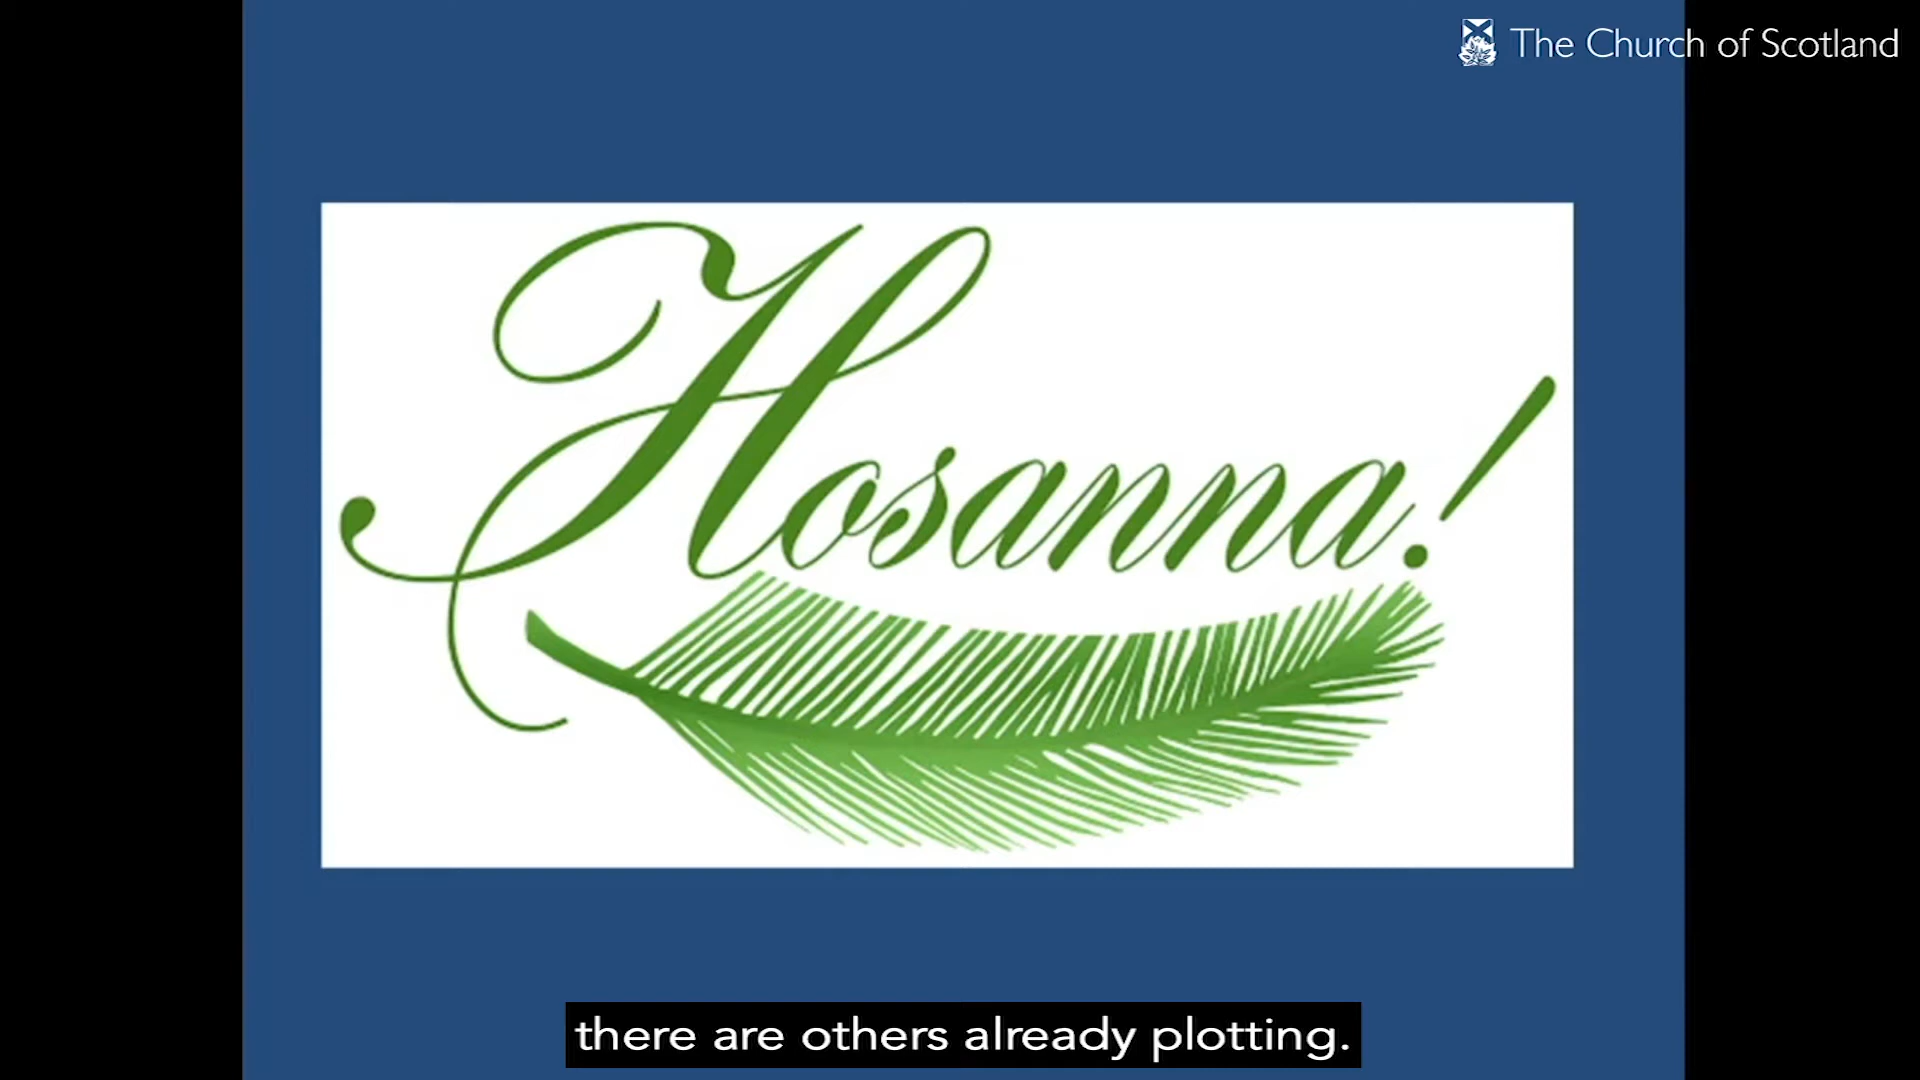 The Church of Scotland
Hosanna!
there are others already plotting.